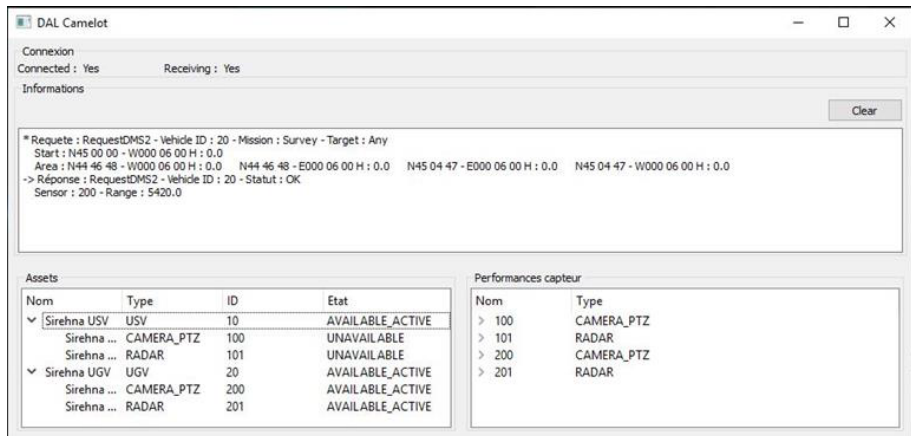 DAL Camelot
Connexion
Connected : Yes Receiving : Yes
Informations
Clear
* Requete : RequestDMS2 - Vehicle ID : 20 - Mission : Survey - Target : Any
Start : N45 00 00 - W000 06 00 H : 0.0
Area : N44 46 48 - W000 06 00 H : 0.0 N44 46 48 - E000 06 00 H : 0.0 N45 04 47 - E000 06 00 H : 0.0 N45 04 47 - W000 06 00 H : 0.0
-> Réponse : RequestDMS2 - Vehicle ID : 20 - Statut : OK
Sensor : 200 - Range : 5420.0
Assets
Nom Type ID Etat
Sirehna USV USV 10 AVAILABLE_ACTIVE
Sirehna ... CAMERA_PTZ 100 UNAVAILABLE
Sirehna ... RADAR 101 UNAVAILABLE
Sirehna UGV UGV 20 AVAILABLE_ACTIVE
Sirehna ... CAMERA_PTZ 200 AVAILABLE_ACTIVE
Sirehna ... RADAR 201 AVAILABLE_ACTIVE
Performances capteur
Nom Type
100 CAMERA_PTZ
101 RADAR
200 CAMERA_PTZ
201 RADAR